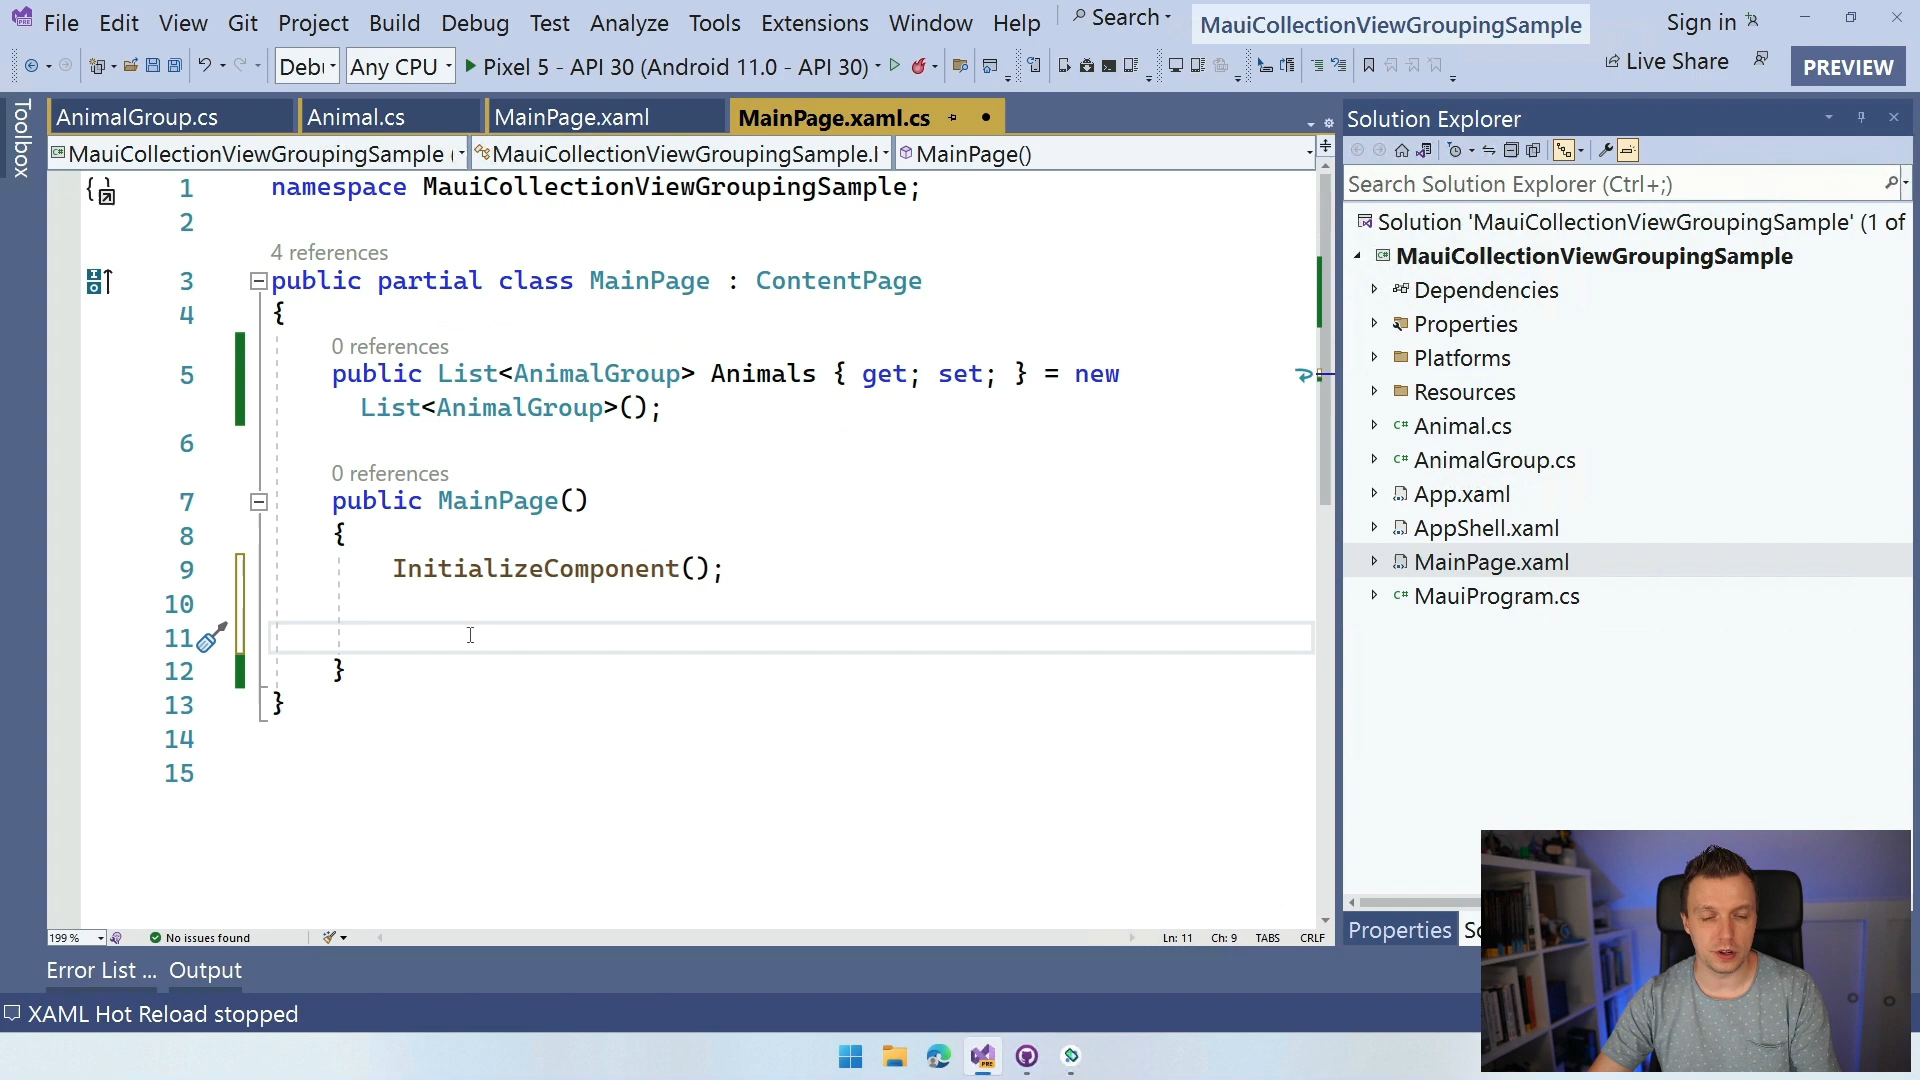 File Edit View Git Project Build Debug Test Analyze Tools Extensions Window Help Search MauiCollectionViewGroupingSample Sign in
Any CPU Pixel 5 - API 30 (Android 11.0 - API 30) Live Share PREVIEW
Toolbox
AnimalGroup.cs Animal.cs MainPage.xaml MainPage.xaml.cs
MauiCollectionViewGroupingSample MainPage()
1 namespace MauiCollectionViewGroupingSample;
2
4 references
3 public partial class MainPage : ContentPage
4 {
0 references
5 public List<AnimalGroup> Animals { get; set; } = new
List<AnimalGroup>();
6
0 references
7 public MainPage()
8 {
9 InitializeComponent();
10
11
12 }
13 }
14
15
199 % No issues found Ln: 11 Ch: 9 TABS CRLF
Error List ... Output
XAML Hot Reload stopped
Solution Explorer
Search Solution Explorer (Ctrl+;)
Solution 'MauiCollectionViewGroupingSample' (1 of
MauiCollectionViewGroupingSample
Dependencies
Properties
Platforms
Resources
C# Animal.cs
C# AnimalGroup.cs
App.xaml
AppShell.xaml
MainPage.xaml
C# MauiProgram.cs
Properties